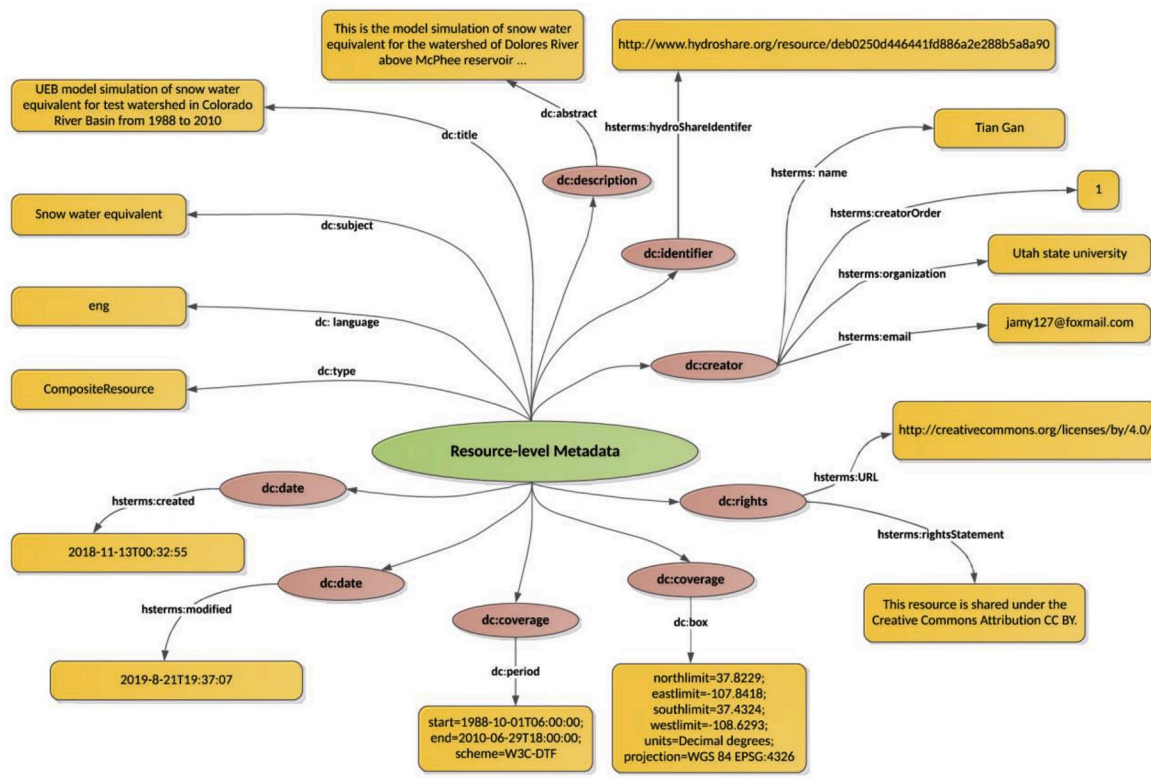 This is the model simulation of snow water
equivalent for the watershed of Dolores River
above McPhee reservoir ...
http://www.hydroshare.org/resource/deb0250d446441fd886a2e288b5a8a90
UEB model simulation of snow water
equivalent for test watershed in Colorado
River Basin from 1988 to 2010
dc:title
dc:abstract
hsterms:hydroShareIdentifer
Tian Gan
hsterms: name
dc:description
1
hsterms:creatorOrder
Snow water equivalent
dc:subject
dc:identifier
Utah state university
hsterms:organization
eng
dc: language
jamy127@foxmail.com
hsterms:email
dc:creator
CompositeResource
dc:type
http://creativecommons.org/licenses/by/4.0/
Resource-level Metadata
hsterms:URL
dc:date
hsterms:created
dc:rights
hsterms:rightsStatement
2018-11-13T00:32:55
dc:date
dc:coverage
hsterms:modified
dc:coverage
dc:box
This resource is shared under the
Creative Commons Attribution CC BY.
2019-8-21T19:37:07
dc:period
start=1988-10-01T06:00:00;
end=2010-06-29T18:00:00;
scheme=W3C-DTF
northlimit=37.8229;
eastlimit=-107.8418;
southlimit=37.4324;
westlimit=-108.6293;
units=Decimal degrees;
projection=WGS 84 EPSG:4326